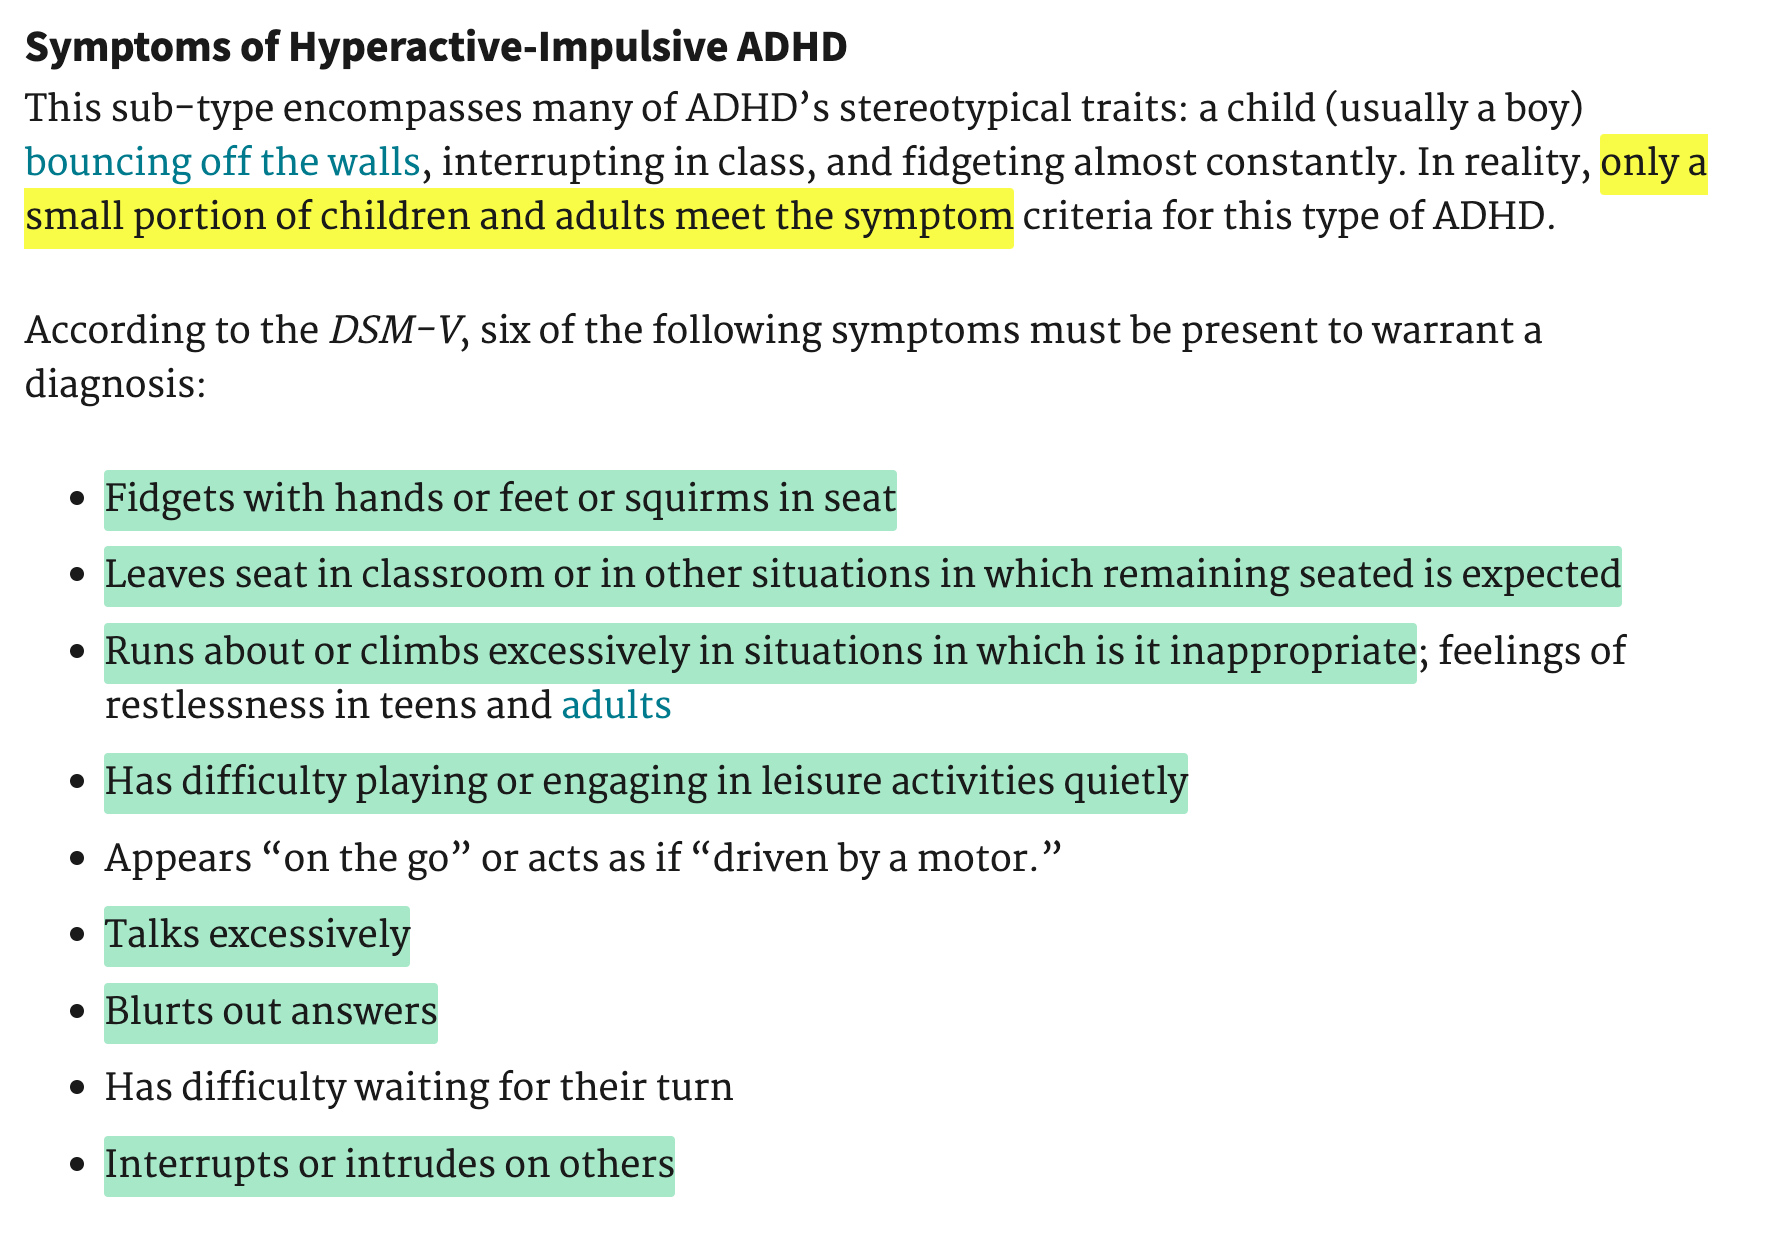 Symptoms of Hyperactive-Impulsive ADHD
This sub-type encompasses many of ADHD’s stereotypical traits: a child (usually a boy)
bouncing off the walls, interrupting in class, and fidgeting almost constantly. In reality, only a
small portion of children and adults meet the symptom criteria for this type of ADHD.
According to the DSM-V, six of the following symptoms must be present to warrant a
diagnosis:
• Fidgets with hands or feet or squirms in seat
• Leaves seat in classroom or in other situations in which remaining seated is expected
• Runs about or climbs excessively in situations in which is it inappropriate; feelings of
restlessness in teens and adults
• Has difficulty playing or engaging in leisure activities quietly
• Appears “on the go” or acts as if “driven by a motor.”
• Talks excessively
• Blurts out answers
• Has difficulty waiting for their turn
• Interrupts or intrudes on others